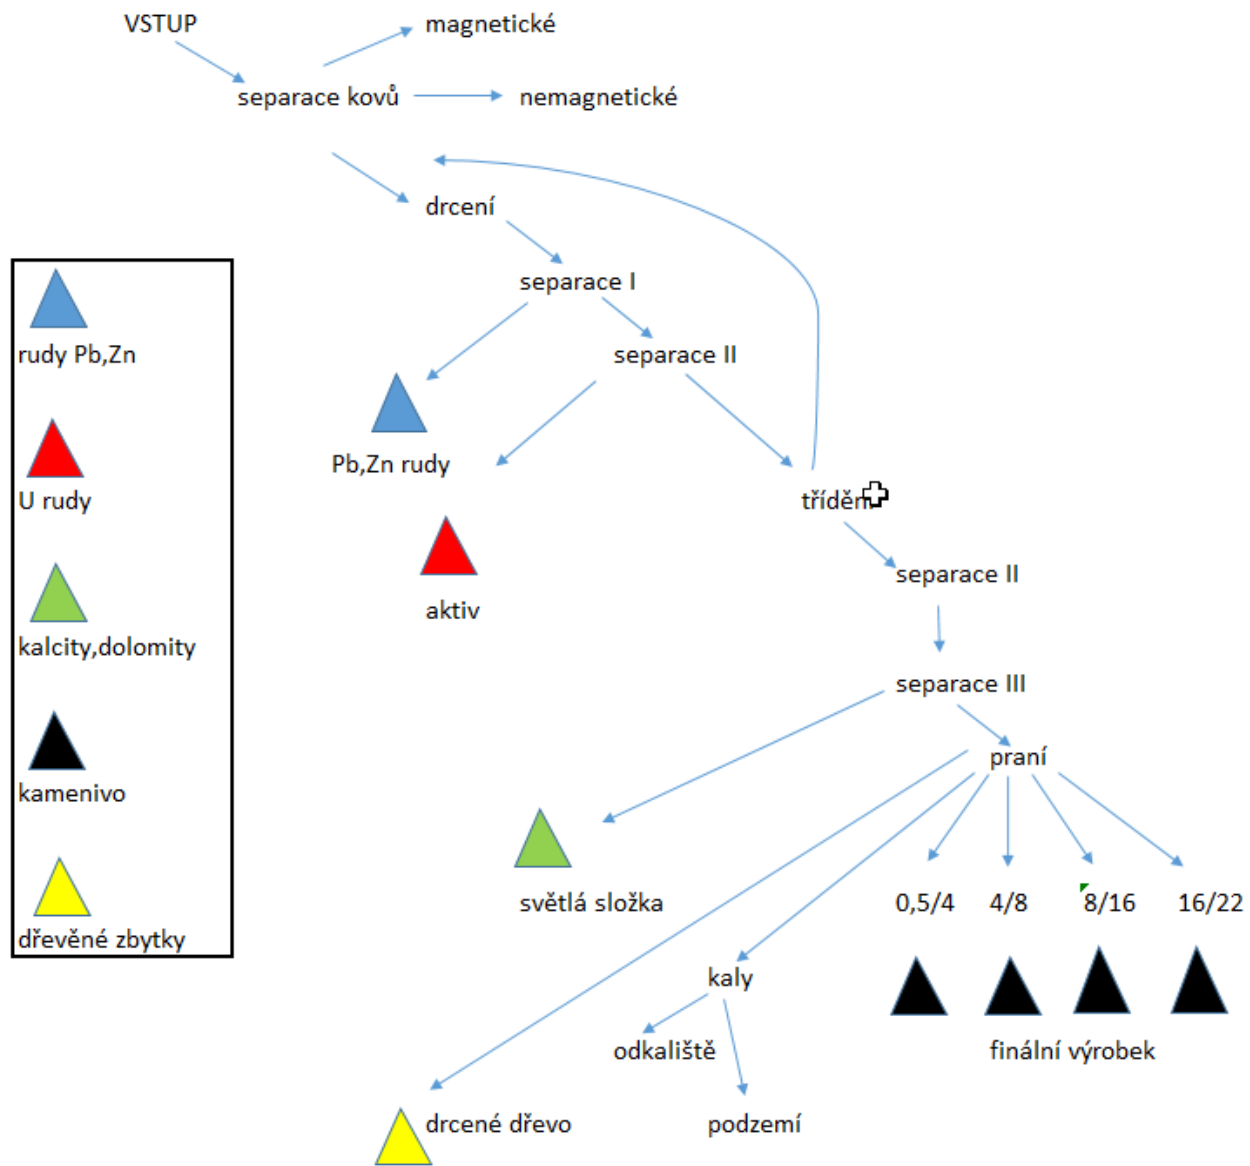 VSTUP
magnetické
separace kovů
nemagnetické
drcení
separace I
rudy Pb,Zn
separace II
Pb,Zn rudy
U rudy
tříděn
separace II
aktiv
kalcity,dolomity
separace III
praní
kamenivo
světlá složka
0,5/4
4/8
8/16
16/22
dřevěné zbytky
kaly
odkaliště
finální výrobek
drcené dřevo
podzemí